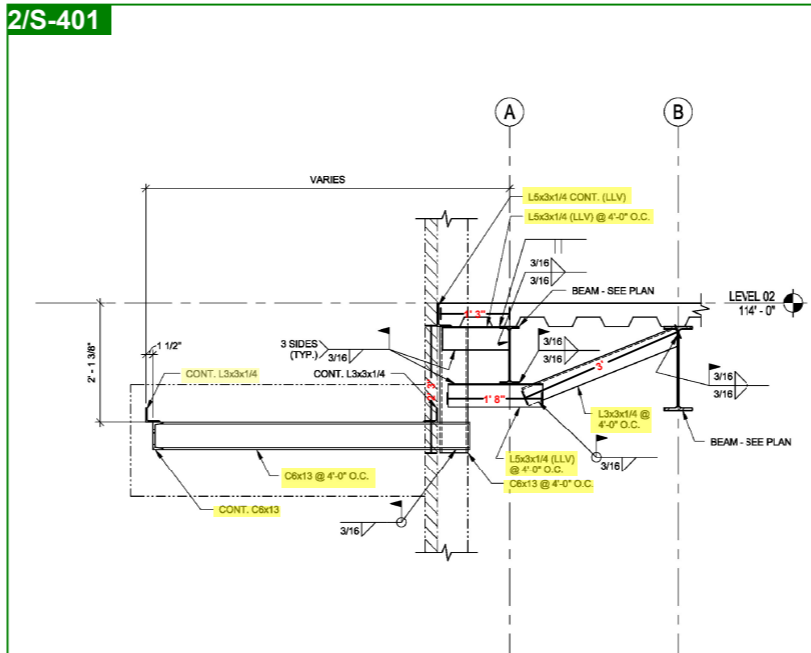 2/S-401
A
B
VARIES
L5x3x1/4 CONT. (LLV)
L5x3x1/4 (LLV) @ 4'-0" O.C.
3/16
3/16
BEAM - SEE PLAN
LEVEL 02
114' - 0"
1' 3"
2' - 1 3/8"
1 1/2"
3 SIDES
(TYP.)
3/16
3/16
3/16
CONT. L3x3x1/4
CONT. L3x3x1/4
3'
1' 8"
3/16
3/16
L3x3x1/4 @
4'-0" O.C.
BEAM - SEE PLAN
L5x3x1/4 (LLV)
@ 4' 0" O.C.
3/16
C6x13 @ 4'-0" O.C.
C6x13 @ 4'-0" O.C.
CONT. C6x13
3/16